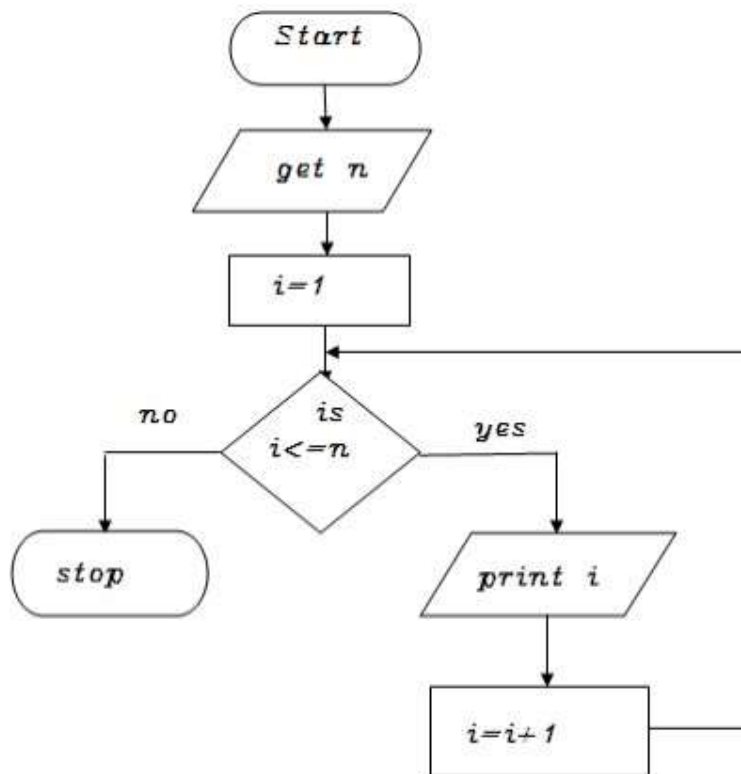 Start
get n
i=1
is
i<=n
no
yes
stop
print i
i=i+1